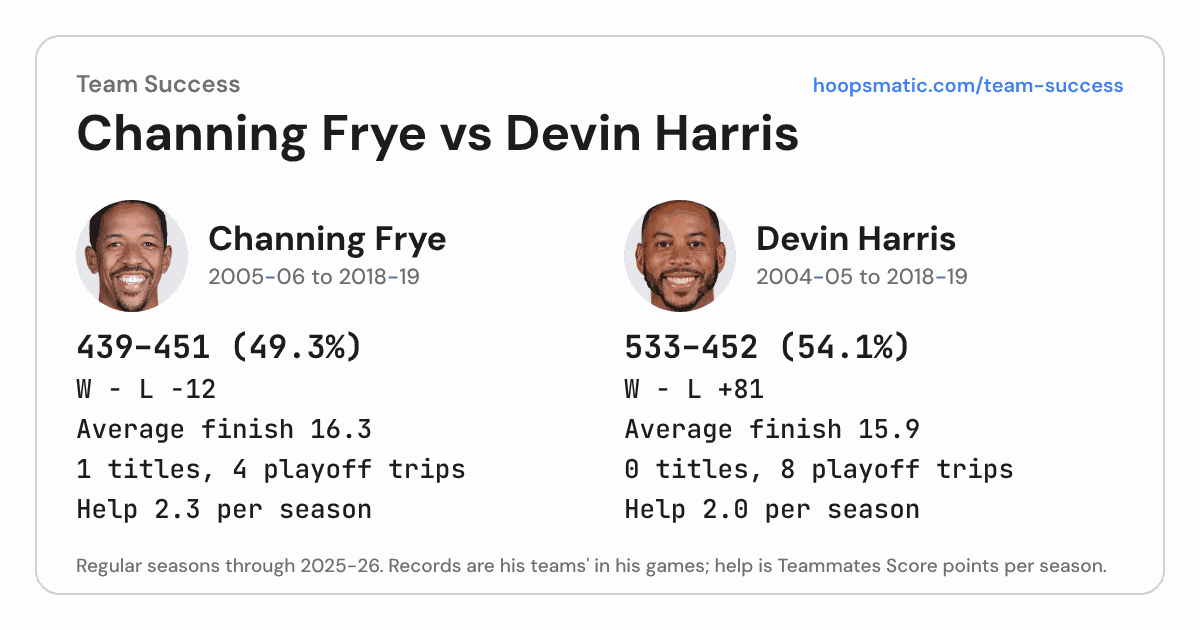 Team Success
hoopsmatic.com/team-success
Channing Frye vs Devin Harris
Channing Frye
2005-06 to 2018-19
439–451 (49.3%)
W - L -12
Average finish 16.3
1 titles, 4 playoff trips
Help 2.3 per season
Devin Harris
2004-05 to 2018-19
533–452 (54.1%)
W - L +81
Average finish 15.9
0 titles, 8 playoff trips
Help 2.0 per season
Regular seasons through 2025-26. Records are his teams' in his games; help is Teammates Score points per season.